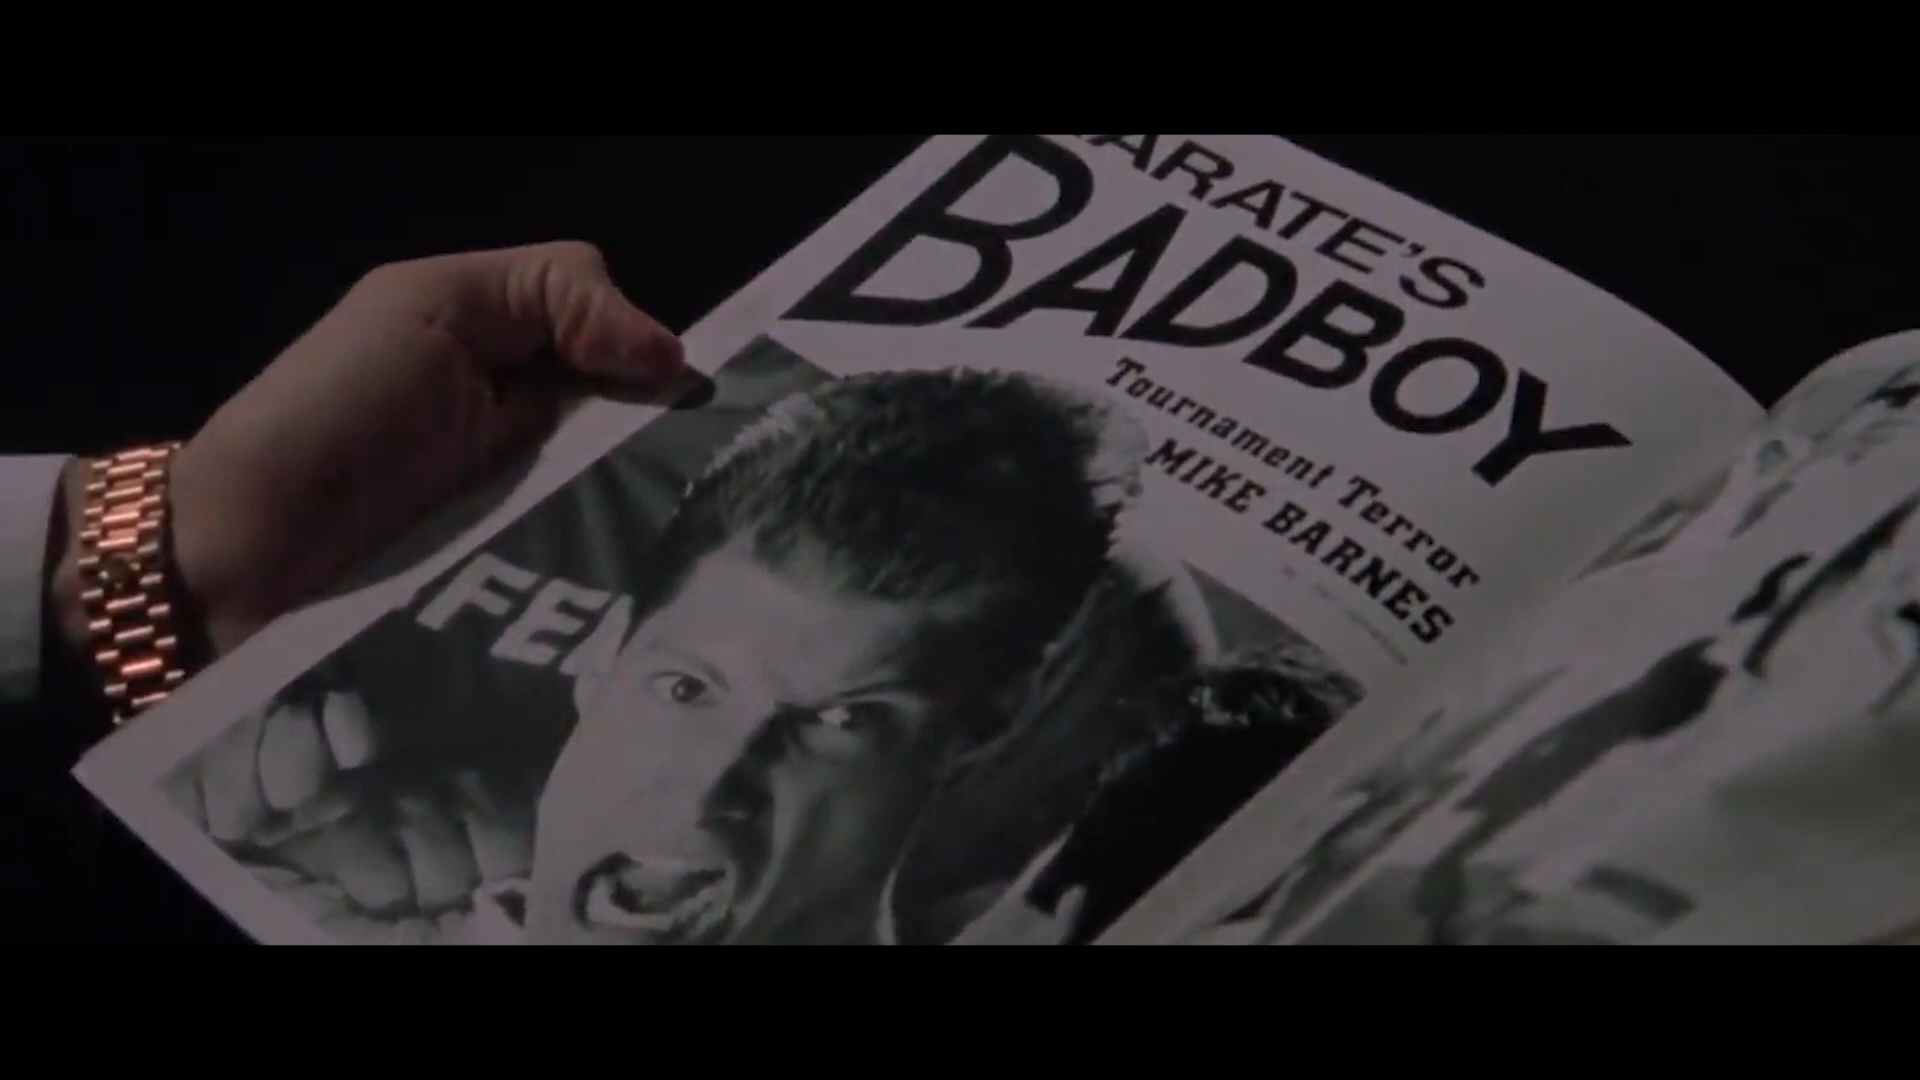 ARATE'S
BADBOY
Tournament Terror
MIKE BARNES
FE